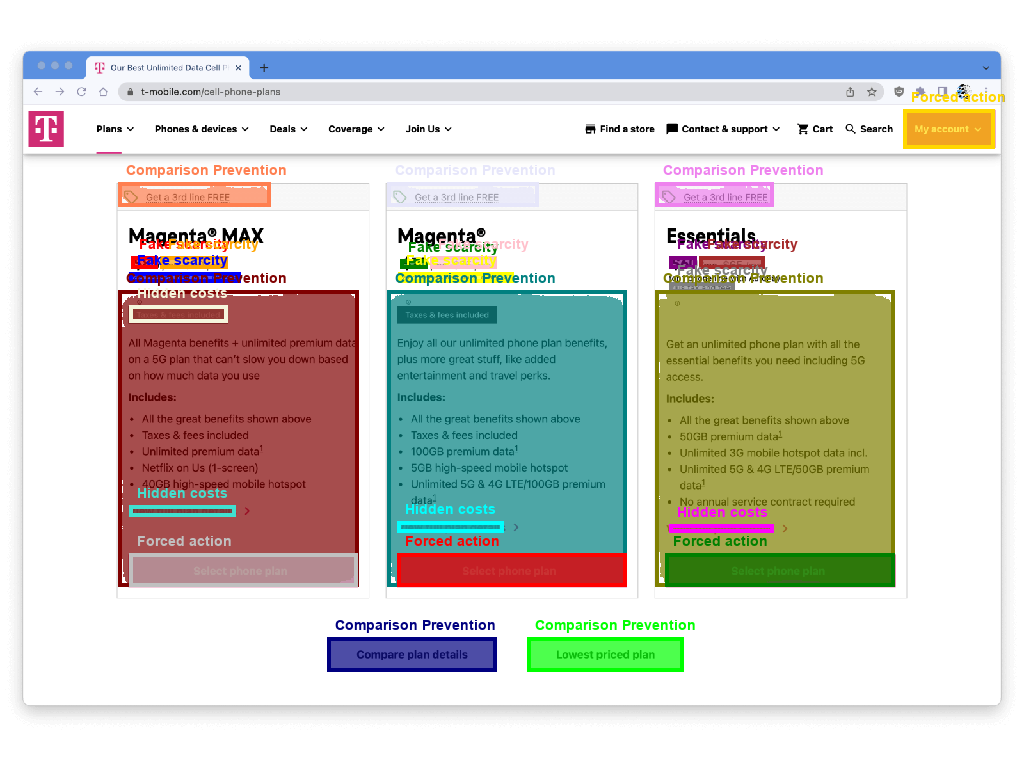 Our Best Unlimited Data Cell Pl
t-mobile.com/cell-phone-plans
Forced action
Plans
Phones & devices
Deals
Coverage
Join Us
Find a store
Contact & support
Cart
Search
My account
Comparison Prevention
Get a 3rd line FREE
Magenta® MAX
Fake scarcity
Fake scarcity
Fake scarcity
Comparison Prevention
Hidden costs
Taxes & fees included
All Magenta benefits + unlimited premium data
on a 5G plan that can't slow you down based
on how much data you use
Includes:
• All the great benefits shown above
• Taxes & fees included
• Unlimited premium data1
• Netflix on Us (1-screen)
• 40GB high-speed mobile hotspot
Hidden costs
Forced action
Select phone plan
Comparison Prevention
Get a 3rd line FREE
Magenta®
Fake scarcity
Fake scarcity
Fake scarcity
Comparison Prevention
Taxes & fees included
Enjoy all our unlimited phone plan benefits,
plus more great stuff, like added
entertainment and travel perks.
Includes:
• All the great benefits shown above
• Taxes & fees included
• 100GB premium data1
• 5GB high-speed mobile hotspot
• Unlimited 5G & 4G LTE/100GB premium
data1
Hidden costs
Forced action
Select phone plan
Comparison Prevention
Get a 3rd line FREE
Essentials
Fake scarcity
Fake scarcity
Fake scarcity
Comparison Prevention
Get an unlimited phone plan with all the
essential benefits you need including 5G
access.
Includes:
• All the great benefits shown above
• 50GB premium data1
• Unlimited 3G mobile hotspot data incl.
• Unlimited 5G & 4G LTE/50GB premium
data1
• No annual service contract required
Hidden costs
Forced action
Select phone plan
Comparison Prevention
Compare plan details
Comparison Prevention
Lowest priced plan